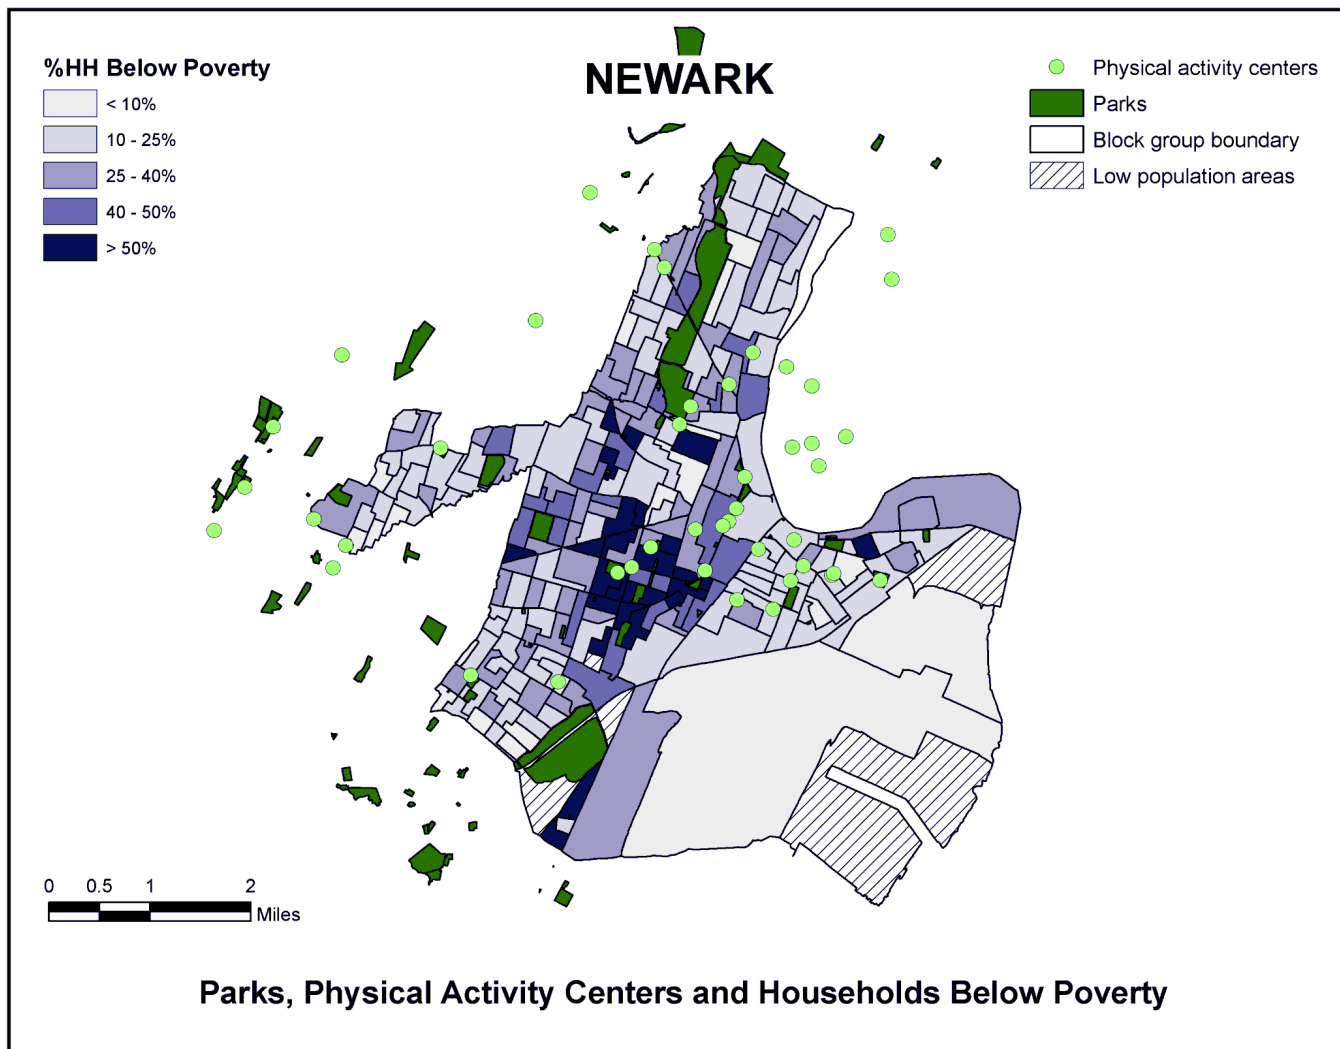 NEWARK
%HH Below Poverty
< 10%
10 - 25%
25 - 40%
40 - 50%
> 50%
Physical activity centers
Parks
Block group boundary
Low population areas
0 0.5 1 2
Miles
Parks, Physical Activity Centers and Households Below Poverty